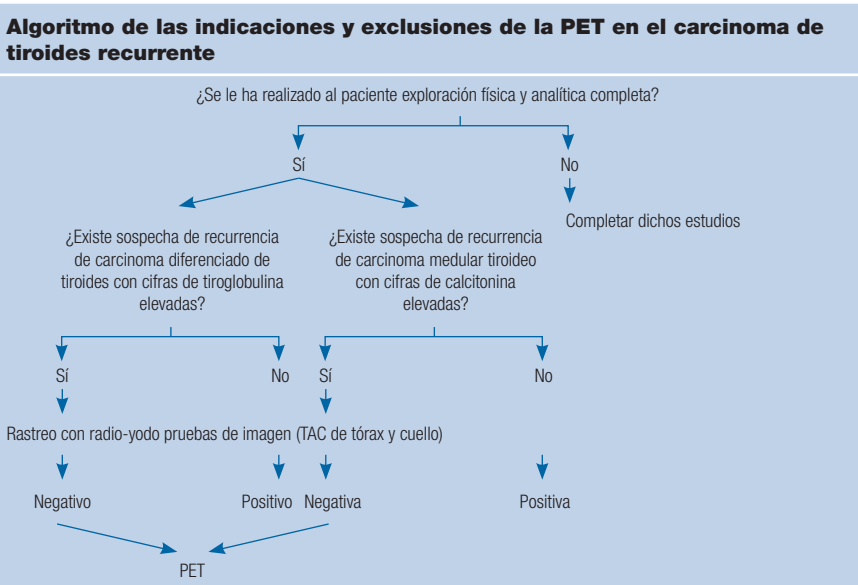 Algoritmo de las indicaciones y exclusiones de la PET en el carcinoma de
tiroides recurrente
¿Se le ha realizado al paciente exploración física y analítica completa?
Sí
No
Completar dichos estudios
¿Existe sospecha de recurrencia
de carcinoma diferenciado de
tiroides con cifras de tiroglobulina
elevadas?
¿Existe sospecha de recurrencia
de carcinoma medular tiroideo
con cifras de calcitonina
elevadas?
Sí
No
Sí
No
Rastreo con radio-yodo pruebas de imagen (TAC de tórax y cuello)
Negativo
Positivo
Negativa
Positiva
PET